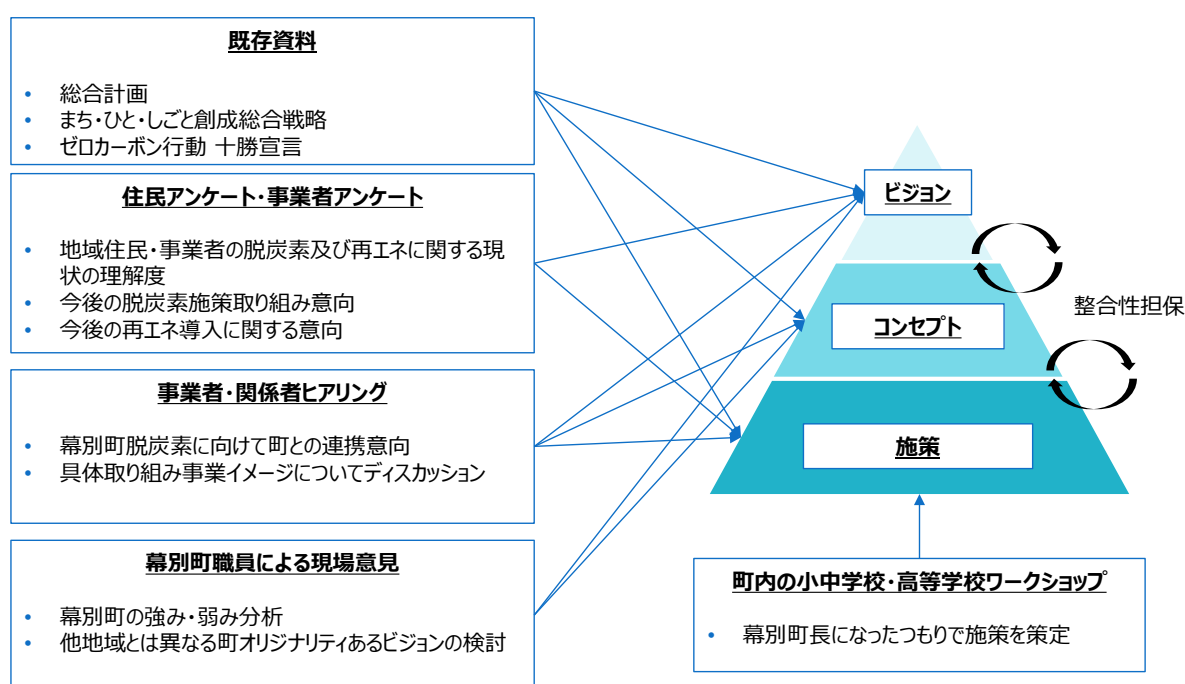 既存資料
• 総合計画
• まち・ひと・しごと創成総合戦略
• ゼロカーボン行動 十勝宣言
住民アンケート・事業者アンケート
• 地域住民・事業者の脱炭素及び再エネに関する現
状の理解度
• 今後の脱炭素施策取り組み意向
• 今後の再エネ導入に関する意向
事業者・関係者ヒアリング
• 幕別町脱炭素に向けて町との連携意向
• 具体取り組み事業イメージについてディスカッション
幕別町職員による現場意見
• 幕別町の強み・弱み分析
• 他地域とは異なる町オリジナリティあるビジョンの検討
ビジョン
コンセプト
施策
整合性担保
町内の小中学校・高等学校ワークショップ
• 幕別町長になったつもりで施策を策定